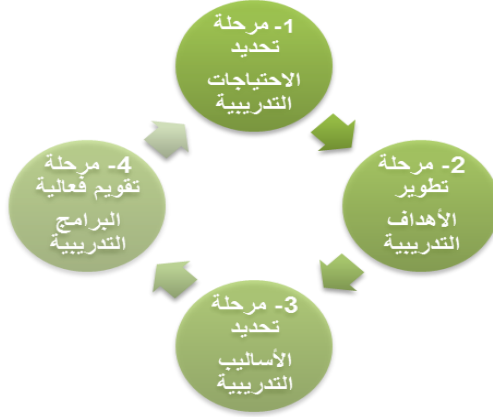 1- مرحلة
تحديد
الاحتياجات
التدريبية
2- مرحلة
تطوير
الأهداف
التدريبية
3- مرحلة
تحديد
الأساليب
التدريبية
4- مرحلة
تقويم فعالية
البرامج
التدريبية